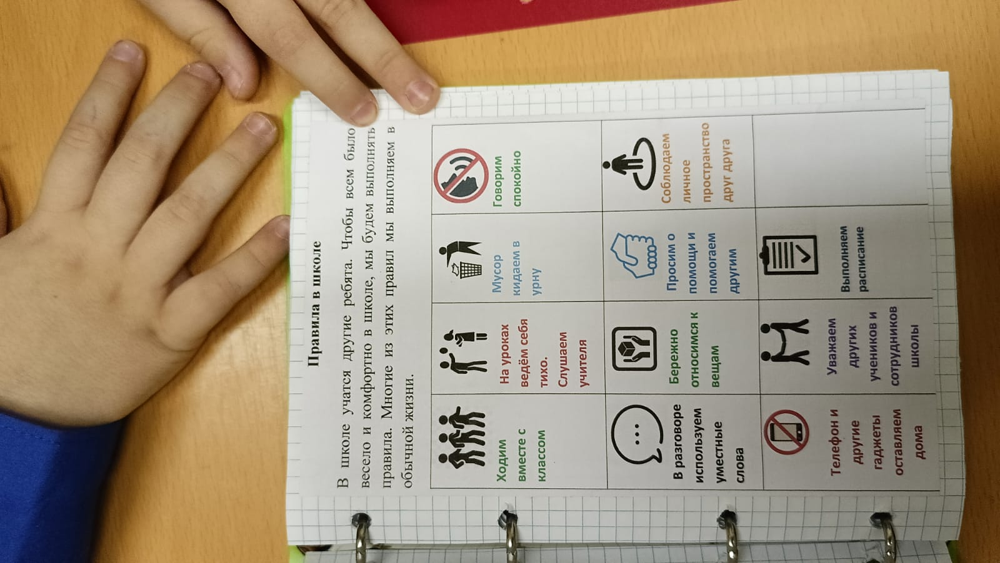 Правила в школе
В школе учатся другие ребята. Чтобы всем было
весело и комфортно в школе, мы будем выполнять
правила. Многие из этих правил мы выполняем в
обычной жизни.
Ходим
вместе с
классом
На уроках
ведём себя
тихо.
Слушаем
учителя
Мусор
кидаем в
урну
Говорим
спокойно
В разговоре
используем
уместные
слова
Бережно
относимся к
вещам
Просим о
помощи и
помогаем
другим
Соблюдаем
личное
пространство
друг друга
Телефон и
другие
гаджеты
оставляем
дома
Уважаем
других
учеников и
сотрудников
школы
Выполняем
расписание